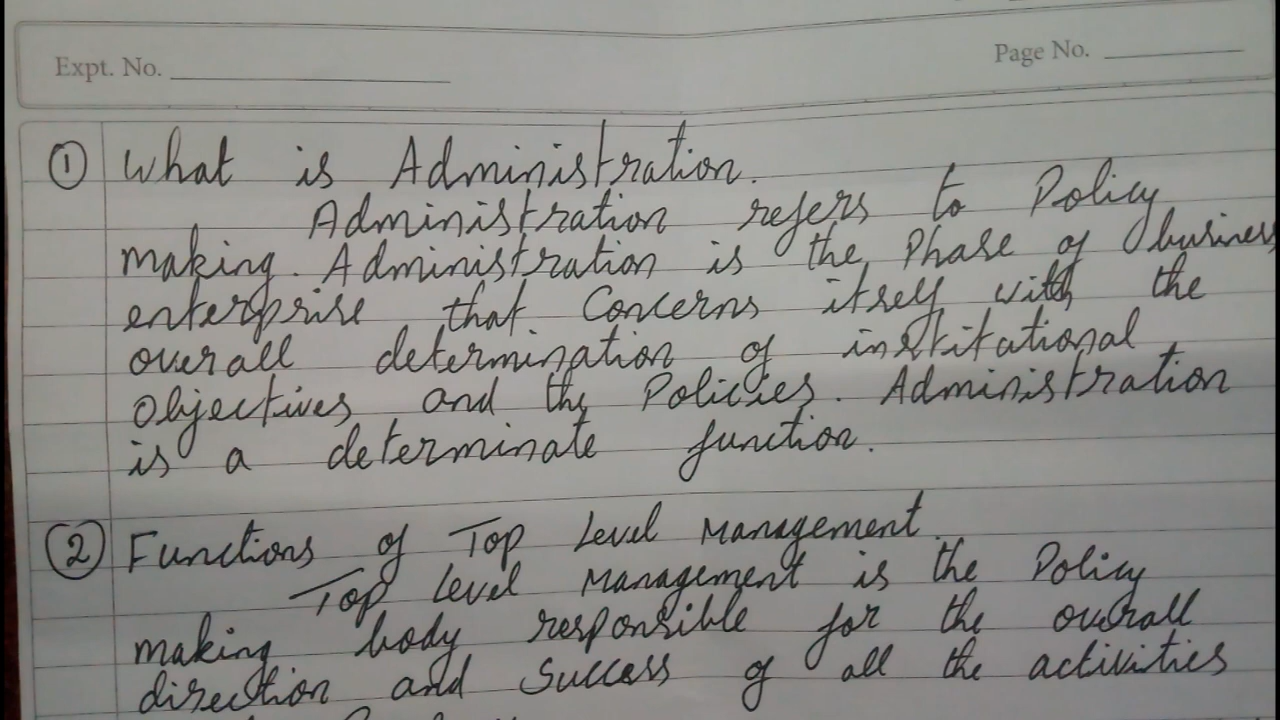 Expt. No.
Page No.
① What is Administration.
Administration refers to Policy
making. Administration is the Phase of business
enterprise that Concerns itself with the
overall determination of institutional
Objectives and the Policies. Administration
is a determinate function.
② Functions of Top Level Management.
Top Level Management is the Policy
making body responsible for the overall
direction and Success of all the activities